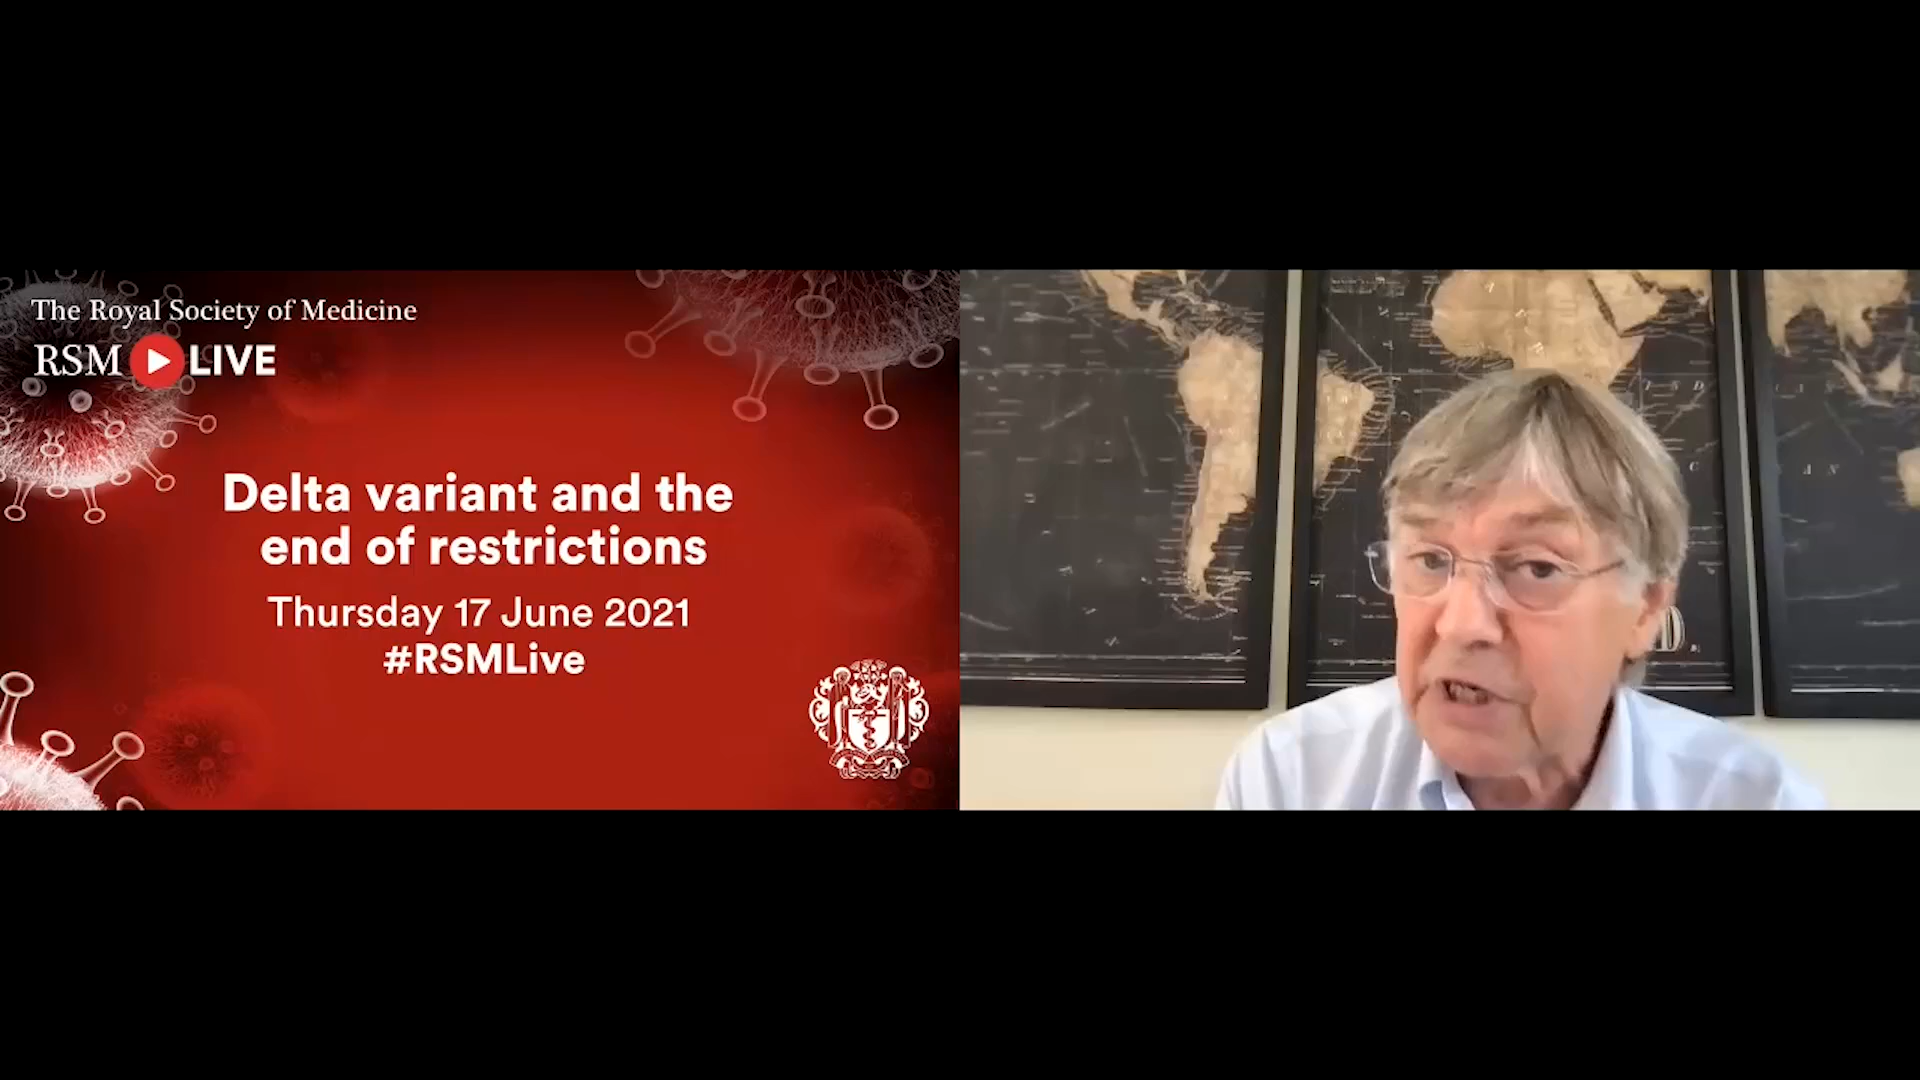 The Royal Society of Medicine
RSM LIVE
Delta variant and the
end of restrictions
Thursday 17 June 2021
#RSMLive
I N D
C
I A N
A N
D